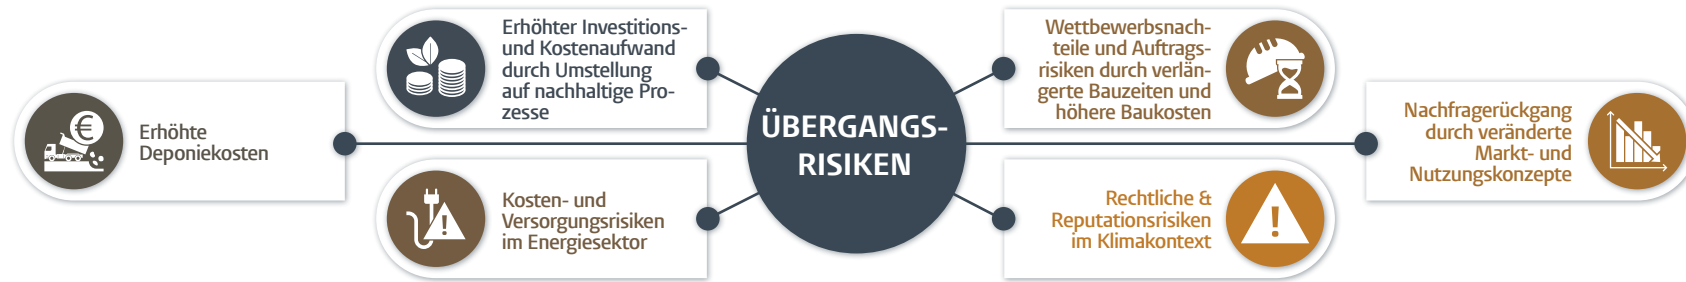 Erhöhte
Deponiekosten
€
Erhöhter Investitions-
und Kostenaufwand
durch Umstellung
auf nachhaltige Pro-
zesse
Kosten- und
Versorgungsrisiken
im Energiesektor
!
ÜBERGANGS-
RISIKEN
Wettbewerbsnach-
teile und Auftrags-
risiken durch verlän-
gerte Bauzeiten und
höhere Baukosten
Rechtliche &
Reputationsrisiken
im Klimakontext
!
Nachfragerückgang
durch veränderte
Markt- und
Nutzungskonzepte